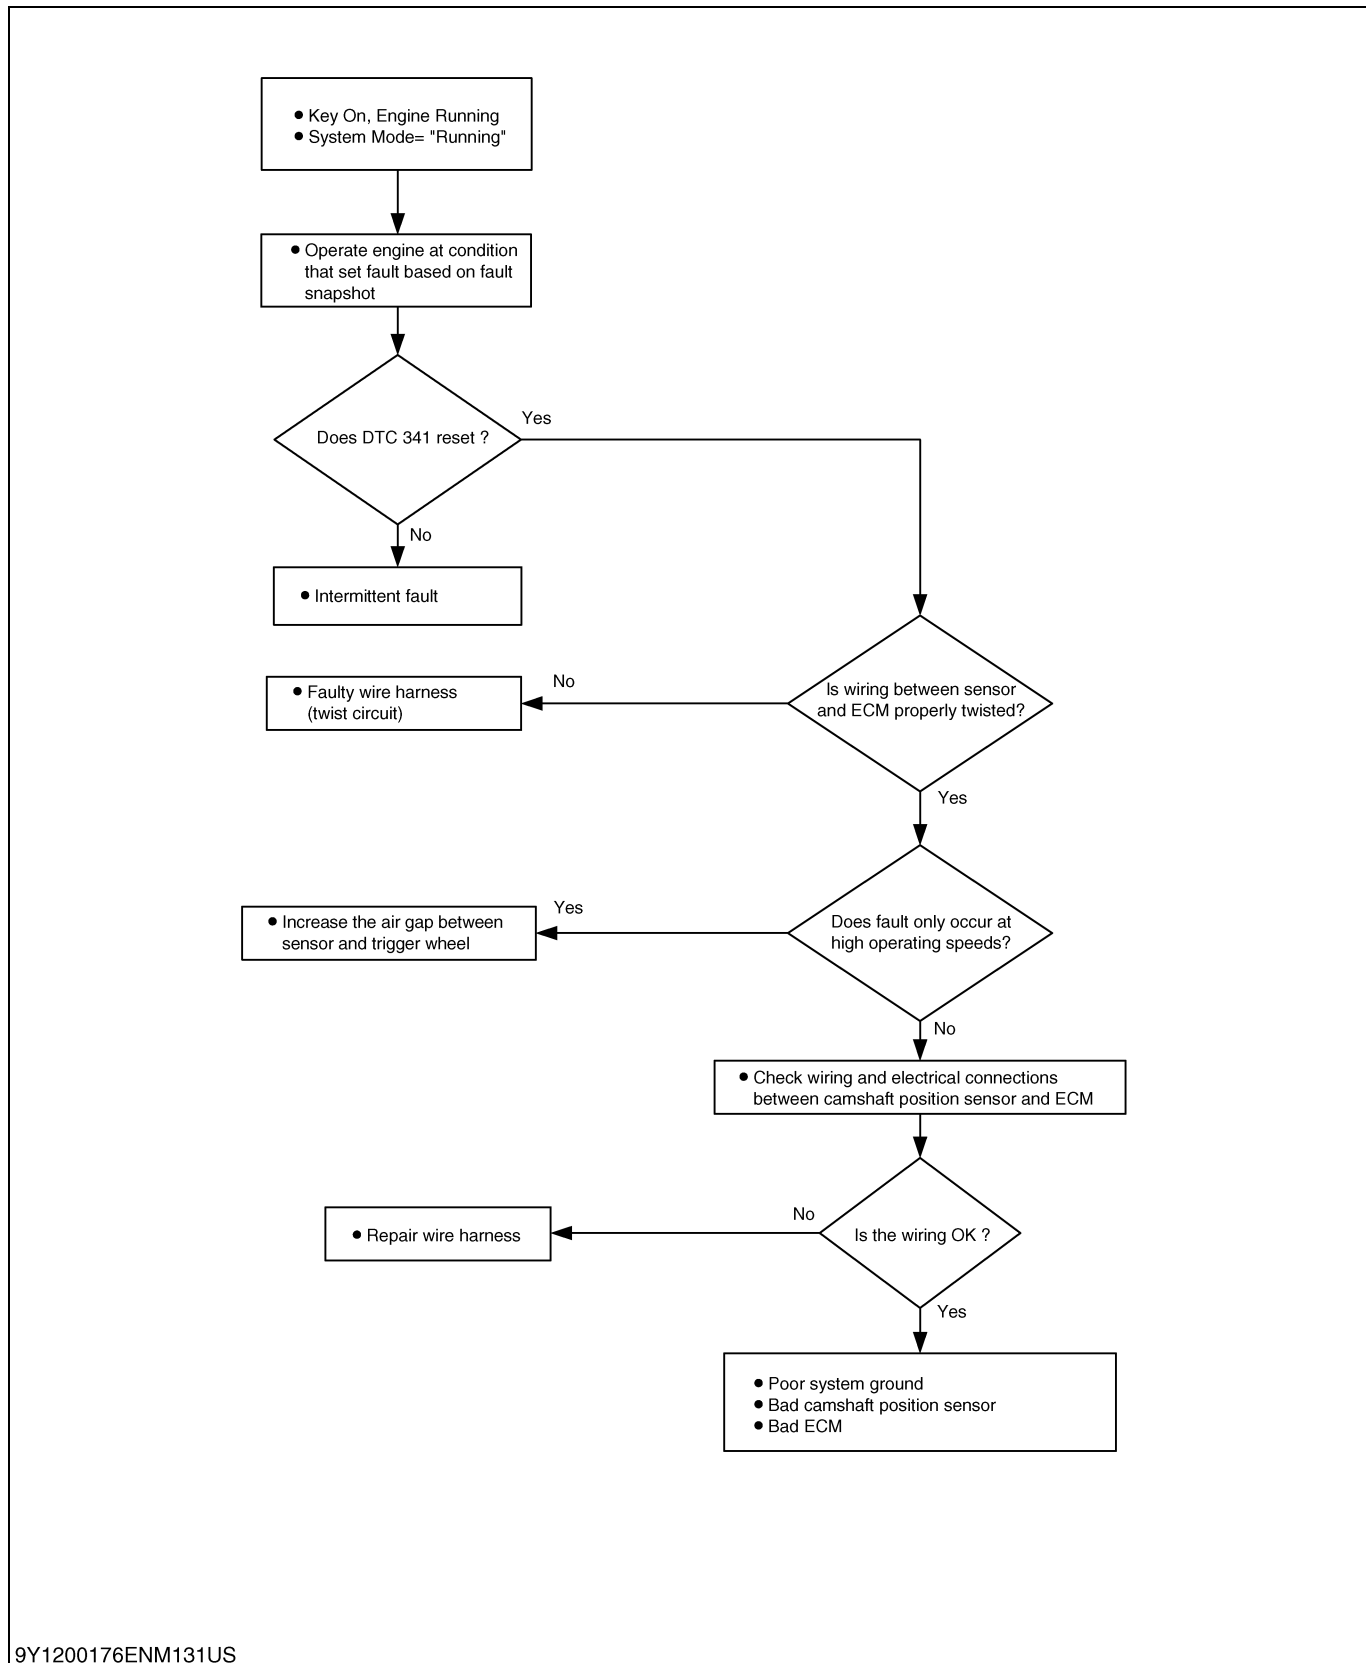 ● Key On, Engine Running
● System Mode= "Running"
● Operate engine at condition
that set fault based on fault
snapshot
Does DTC 341 reset ?
Yes
No
● Intermittent fault
Is wiring between sensor
and ECM properly twisted?
No
● Faulty wire harness
(twist circuit)
Yes
Does fault only occur at
high operating speeds?
Yes
● Increase the air gap between
sensor and trigger wheel
No
● Check wiring and electrical connections
between camshaft position sensor and ECM
Is the wiring OK ?
No
● Repair wire harness
Yes
● Poor system ground
● Bad camshaft position sensor
● Bad ECM
9Y1200176ENM131US